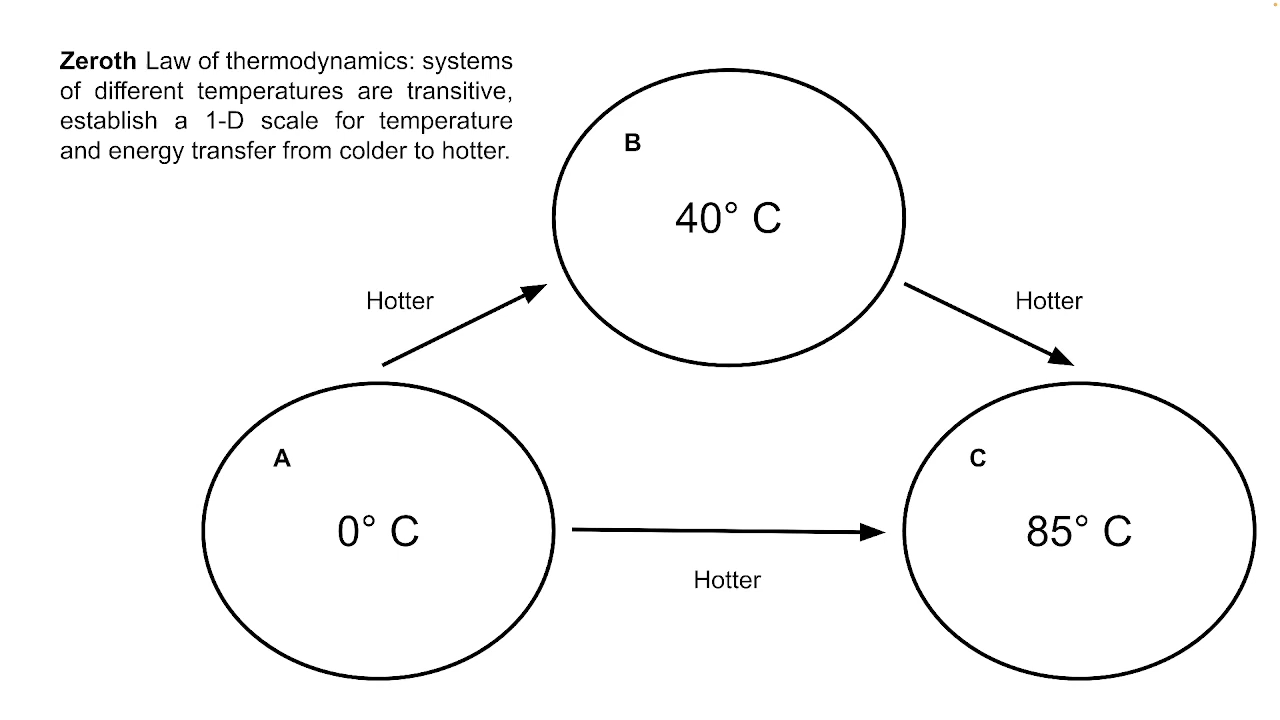 Zeroth Law of thermodynamics: systems
of different temperatures are transitive,
establish a 1-D scale for temperature
and energy transfer from colder to hotter.
B
40° C
Hotter
Hotter
A
0° C
C
85° C
Hotter